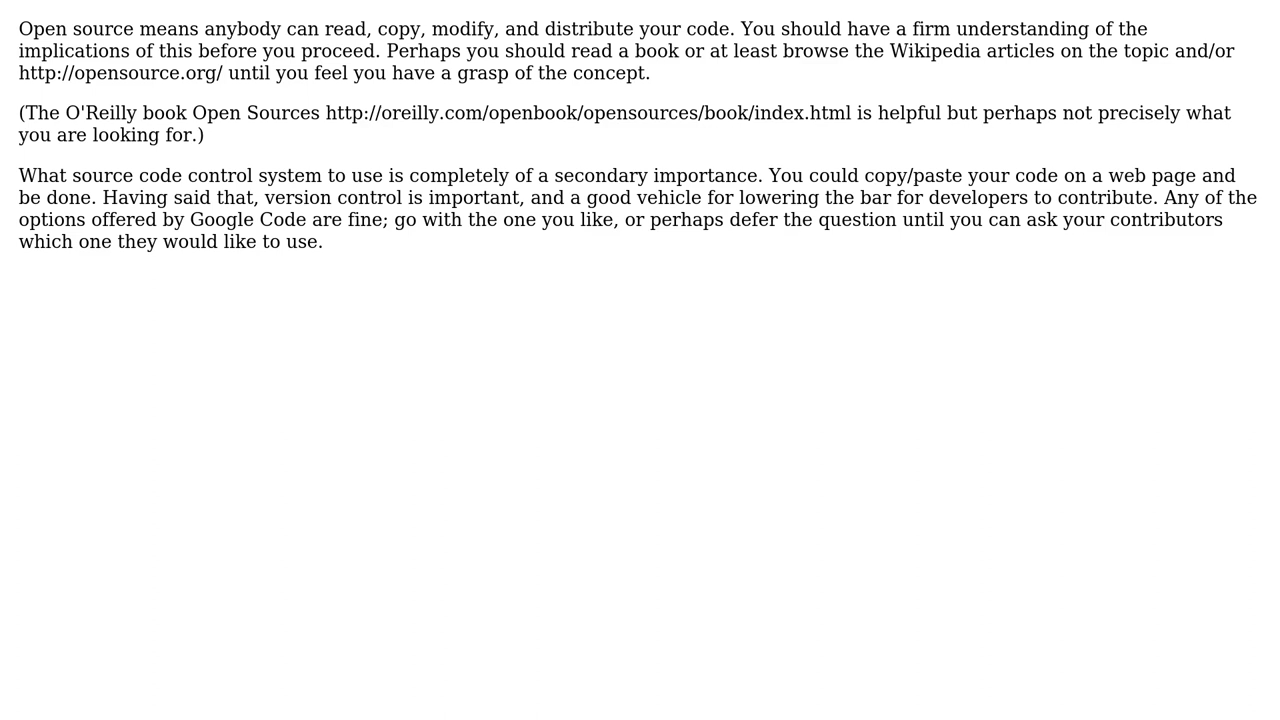 Open source means anybody can read, copy, modify, and distribute your code. You should have a firm understanding of the
implications of this before you proceed. Perhaps you should read a book or at least browse the Wikipedia articles on the topic and/or
http://opensource.org/ until you feel you have a grasp of the concept.
(The O'Reilly book Open Sources http://oreilly.com/openbook/opensources/book/index.html is helpful but perhaps not precisely what
you are looking for.)
What source code control system to use is completely of a secondary importance. You could copy/paste your code on a web page and
be done. Having said that, version control is important, and a good vehicle for lowering the bar for developers to contribute. Any of the
options offered by Google Code are fine; go with the one you like, or perhaps defer the question until you can ask your contributors
which one they would like to use.